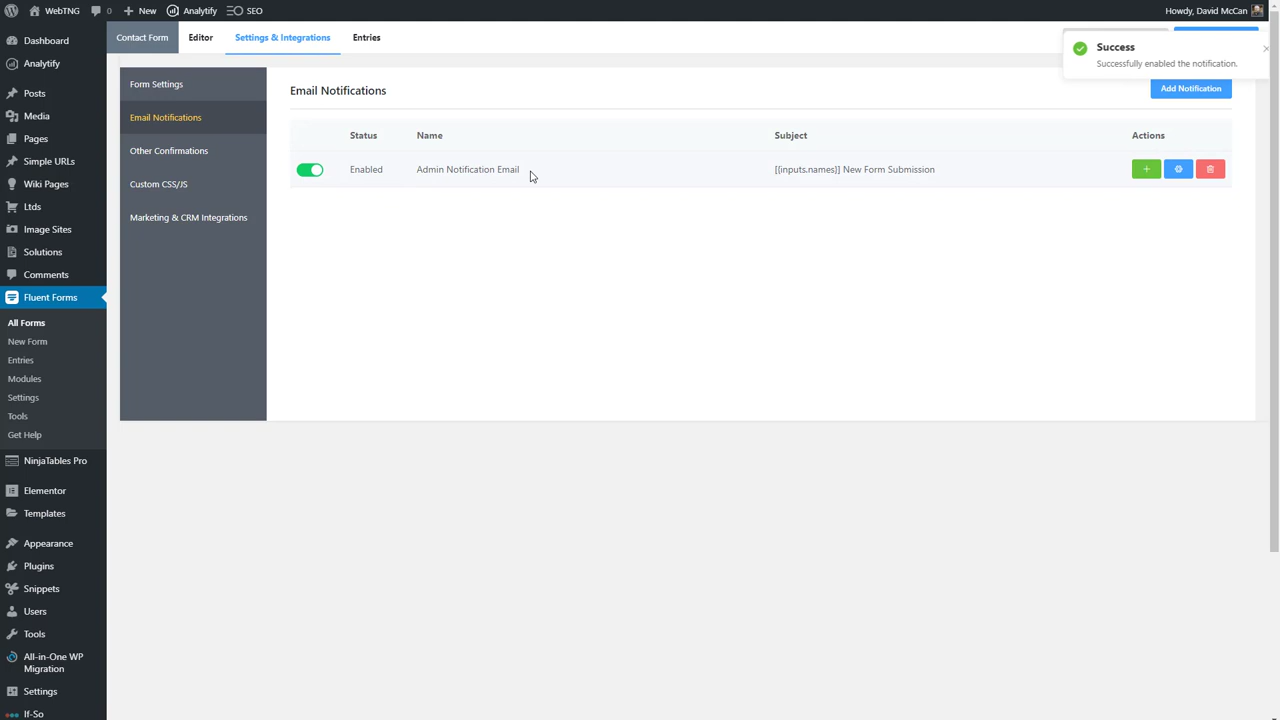 WebTNG
0
New
Analytify
SEO
Howdy, David McCan
Dashboard
Analytify
Posts
Media
Pages
Simple URLs
Wiki Pages
Ltds
Image Sites
Solutions
Comments
Fluent Forms
All Forms
New Form
Entries
Modules
Settings
Tools
Get Help
NinjaTables Pro
Elementor
Templates
Appearance
Plugins
Snippets
Users
Tools
All-in-One WP
Migration
Settings
If-So
Contact Form
Editor
Settings & Integrations
Entries
Success
Successfully enabled the notification.
Form Settings
Email Notifications
Other Confirmations
Custom CSS/JS
Marketing & CRM Integrations
Email Notifications
Add Notification
Status
Name
Subject
Actions
Enabled
Admin Notification Email
[[inputs.names]] New Form Submission